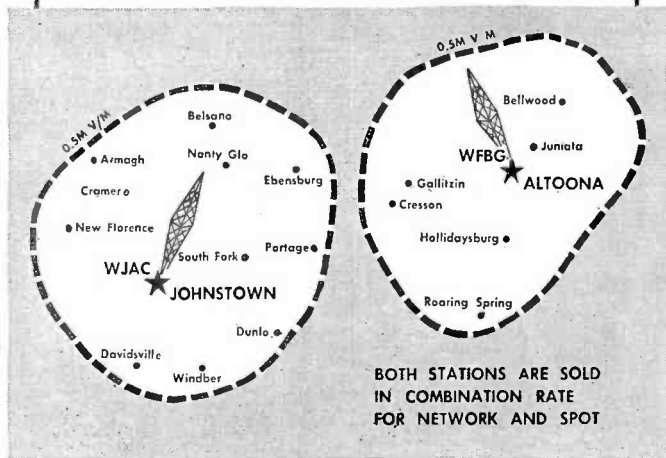 0.5M V/M
Belsano
Armagh
Nanty Glo
Cramer
Ebensburg
New Florence
South Fork
Portage
WJAC
JOHNSTOWN
Dunlo
Davidsville
Windber
0.5M V M
Bellwood
Juniata
WFBG
ALTOONA
Gallitzin
Cresson
Hollidaysburg
Roaring Spring
BOTH STATIONS ARE SOLD
IN COMBINATION RATE
FOR NETWORK AND SPOT